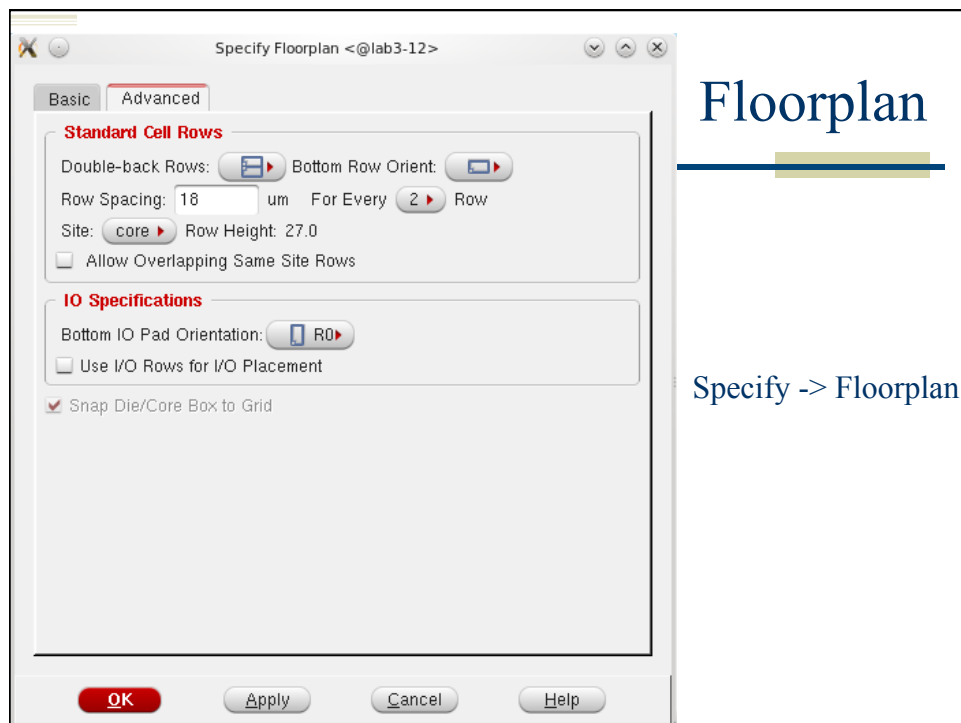 Specify Floorplan <@lab3-12>
Basic Advanced
Standard Cell Rows
Double-back Rows: Bottom Row Orient:
Row Spacing: 18 um For Every 2 Row
Site: core Row Height: 27.0
Allow Overlapping Same Site Rows
IO Specifications
Bottom IO Pad Orientation: R0
Use I/O Rows for I/O Placement
Snap Die/Core Box to Grid
OK Apply Cancel Help
Floorplan
Specify -> Floorplan